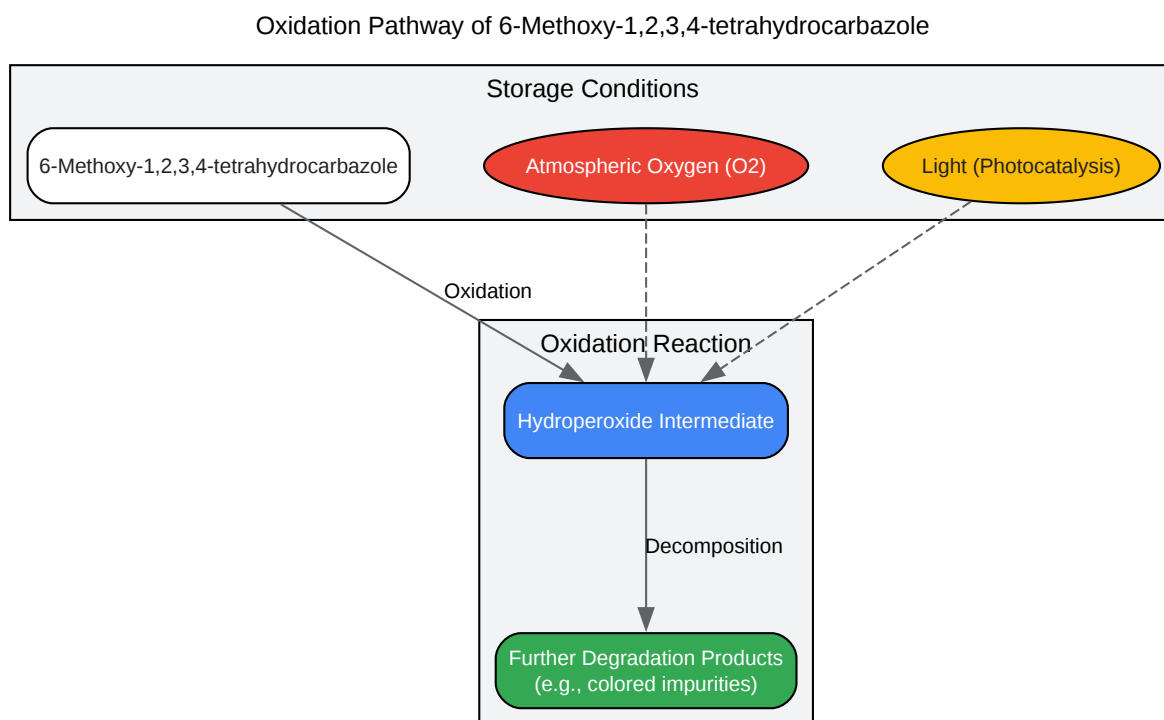 Oxidation Pathway of 6-Methoxy-1,2,3,4-tetrahydrocarbazole
Storage Conditions
6-Methoxy-1,2,3,4-tetrahydrocarbazole
Atmospheric Oxygen (O2)
Light (Photocatalysis)
Oxidation
Oxidation Reaction
Hydroperoxide Intermediate
Decomposition
Further Degradation Products
(e.g., colored impurities)